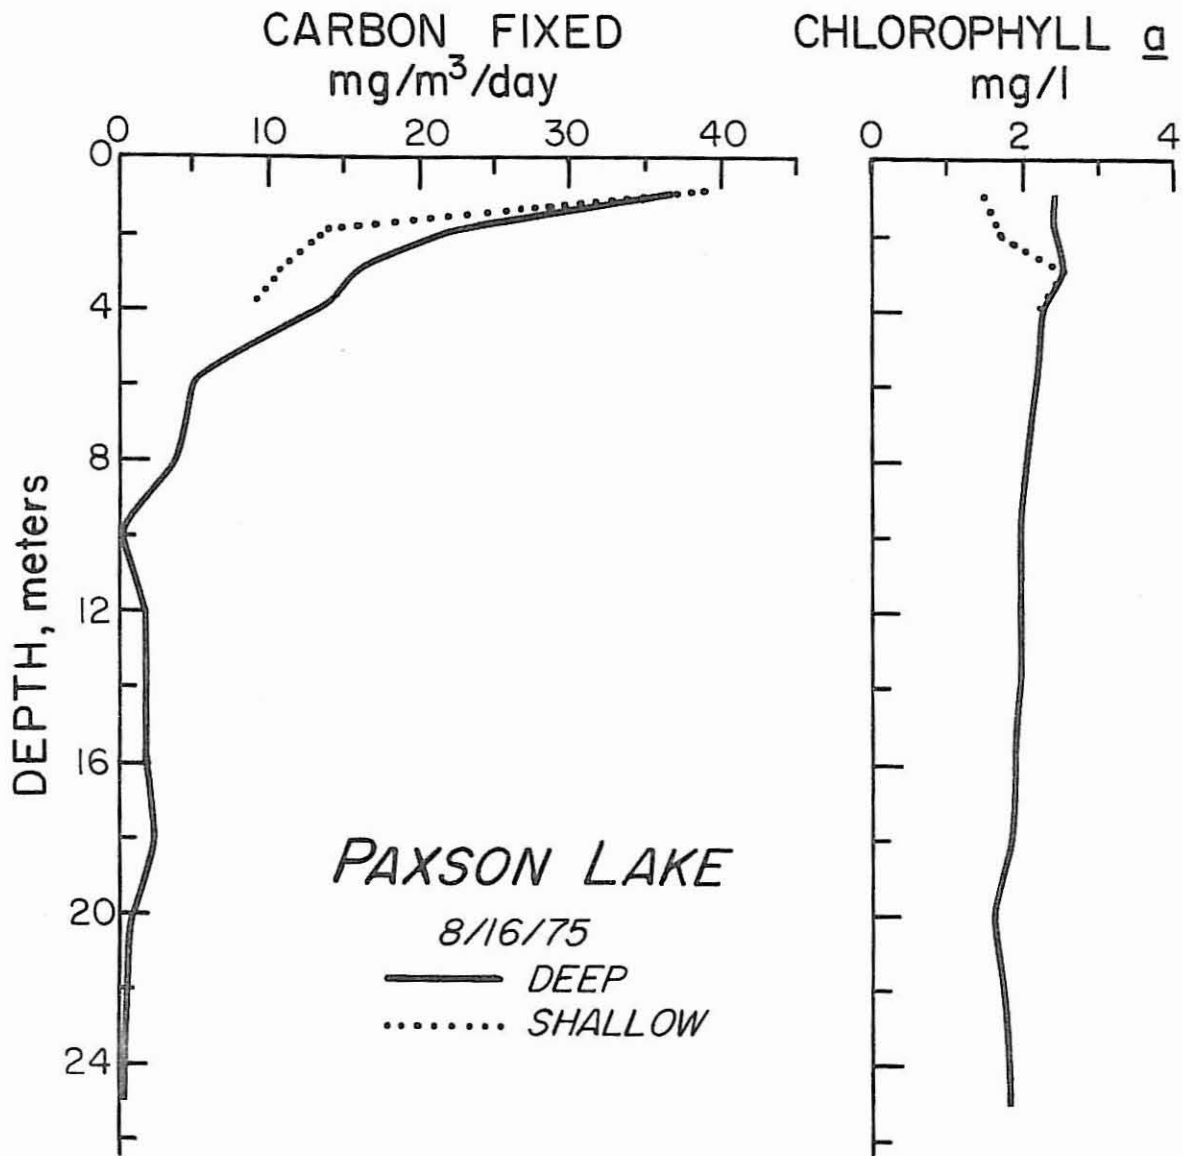 CARBON FIXED
mg/m³/day
CHLOROPHYLL a
mg/l
0 10 20 30 40
0 2 4
0
4
8
12
16
20
24
DEPTH, meters
PAXSON LAKE
8/16/75
DEEP
SHALLOW